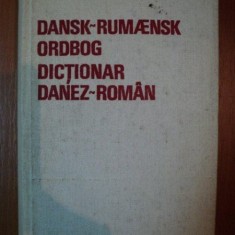 DANSK-RUMÆNSK
ORDBOG
DICȚIONAR
DANEZ-ROMÂN